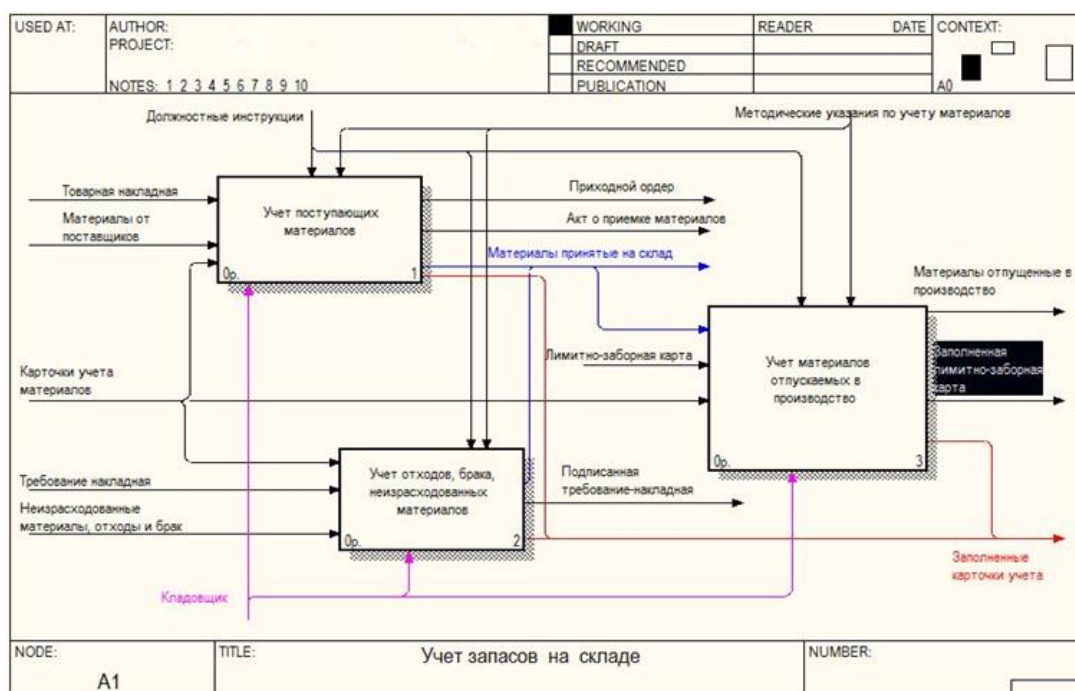 USED AT:
AUTHOR:
PROJECT:
NOTES: 1 2 3 4 5 6 7 8 9 10
WORKING
DRAFT
RECOMMENDED
PUBLICATION
READER
DATE
CONTEXT:
A0
Должностные инструкции
Методические указания по учету материалов
Товарная накладная
Материалы от
поставщиков
Учет поступающих
материалов
0р.
1
Приходной ордер
Акт о приемке материалов
Материалы принятые на склад
Материалы отпущенные в
производство
Лимитно-заборная карта
Учет материалов
отпускаемых в
производство
0р.
3
Заполненная
лимитно-заборная
карта
Карточки учета
материалов
Требование накладная
Неизрасходованные
материалы, отходы и брак
Учет отходов, брака,
неизрасходованных
материалов
0р.
2
Подписанная
требование-накладная
Заполненные
карточки учета
Кладовщик
NODE:
A1
TITLE:
Учет запасов на складе
NUMBER: